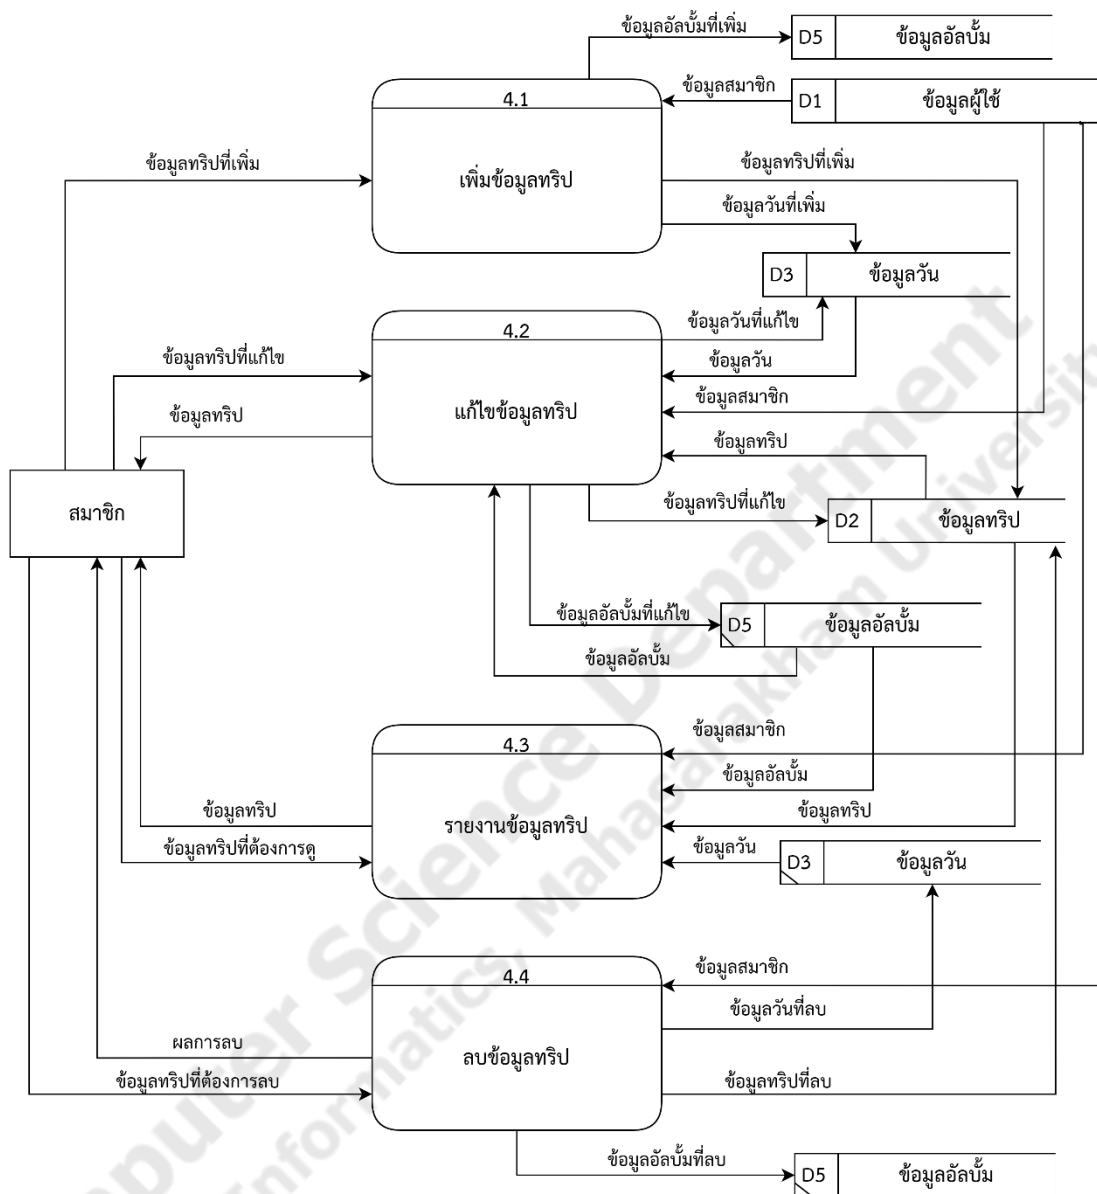 ข้อมูลอัลบั้มที่เพิ่ม
D5 ข้อมูลอัลบั้ม
4.1
ข้อมูลสมาชิก
D1 ข้อมูลผู้ใช้
ข้อมูลทริปที่เพิ่ม
เพิ่มข้อมูลทริป
ข้อมูลทริปที่เพิ่ม
ข้อมูลวันที่เพิ่ม
D3 ข้อมูลวัน
4.2
ข้อมูลวันที่แก้ไข
ข้อมูลทริปที่แก้ไข
ข้อมูลวัน
แก้ไขข้อมูลทริป
ข้อมูลสมาชิก
ข้อมูลทริป
ข้อมูลทริป
สมาชิก
ข้อมูลทริปที่แก้ไข
D2 ข้อมูลทริป
ข้อมูลอัลบั้มที่แก้ไข
D5 ข้อมูลอัลบั้ม
ข้อมูลอัลบั้ม
4.3
ข้อมูลสมาชิก
ข้อมูลอัลบั้ม
ข้อมูลทริป
รายงานข้อมูลทริป
ข้อมูลทริป
ข้อมูลทริปที่ต้องการดู
ข้อมูลวัน
D3 ข้อมูลวัน
4.4
ข้อมูลสมาชิก
ข้อมูลวันที่ลบ
ผลการลบ
ลบข้อมูลทริป
ข้อมูลทริปที่ต้องการลบ
ข้อมูลทริปที่ลบ
ข้อมูลอัลบั้มที่ลบ
D5 ข้อมูลอัลบั้ม
Science Department
Informatics, Mahasarakham